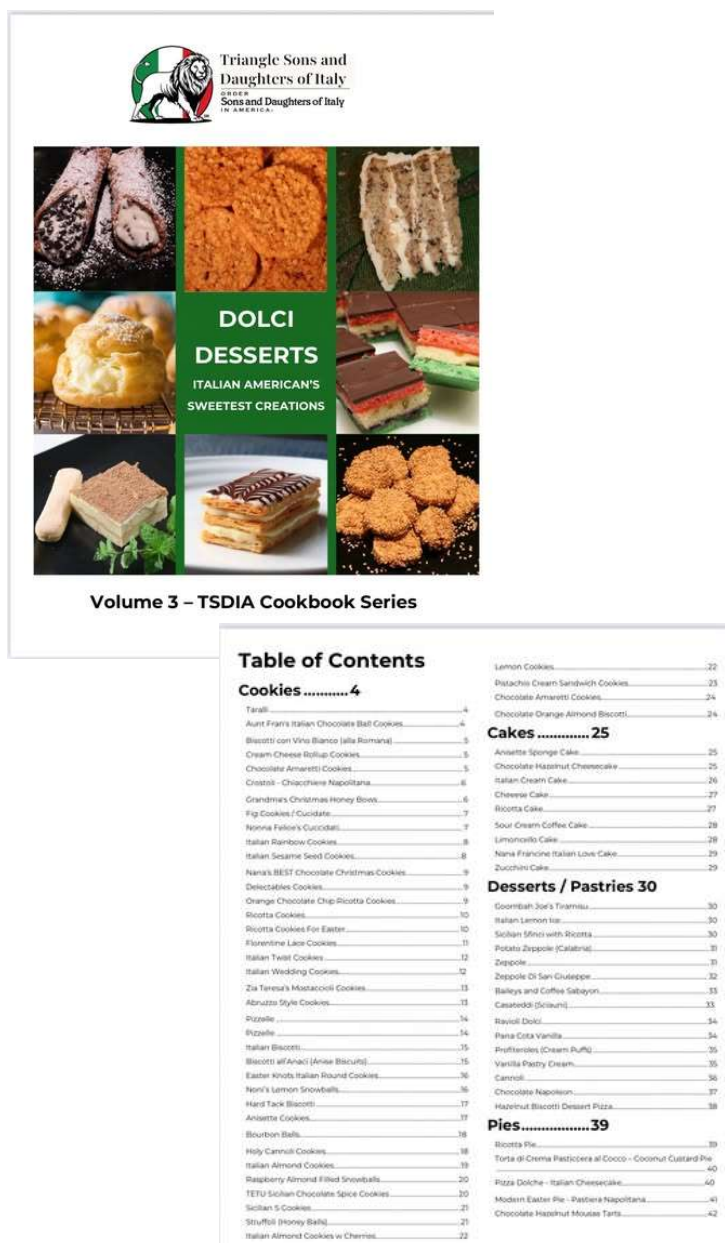 Triangle Sons and
Daughters of Italy
ORDER
Sons and Daughters of Italy
IN AMERICA
DOLCI
DESSERTS
ITALIAN AMERICAN'S
SWEETEST CREATIONS
Volume 3 – TSDIA Cookbook Series
Table of Contents
Cookies ...........4
Taralli 4
Aunt Fran's Italian Chocolate Ball Cookies 4
Biscotti con Vino Bianco (alla Romana) 5
Cream Cheese Rollup Cookies 5
Chocolate Amaretti Cookies 5
Crostoli - Chiacchiere Napolitana 6
Grandma's Christmas Honey Bows 6
Fig Cookies / Cucidate 7
Nonna Felice's Cuccidati 7
Italian Rainbow Cookies 8
Italian Sesame Seed Cookies 8
Nana's BEST Chocolate Christmas Cookies 9
Delectables Cookies 9
Orange Chocolate Chip Ricotta Cookies 9
Ricotta Cookies 10
Ricotta Cookies For Easter 10
Florentine Lace Cookies 11
Italian Twist Cookies 12
Italian Wedding Cookies 12
Zia Teresa's Mostaccioli Cookies 13
Abruzzo Style Cookies 13
Pizzelle 14
Pizzelle 14
Italian Biscotti 15
Biscotti all'Anaci (Anise Biscuits) 15
Easter Knots Italian Round Cookies 16
Noni's Lemon Snowballs 16
Hard Tack Biscotti 17
Anisette Cookies 17
Bourbon Balls 18
Holy Cannoli Cookies 18
Italian Almond Cookies 19
Raspberry Almond Filled Snowballs 20
TETU Sicilian Chocolate Spice Cookies 20
Sicilian S Cookies 21
Struffoli (Honey Balls) 21
Italian Almond Cookies w Cherries 22
Lemon Cookies 22
Pistachio Cream Sandwich Cookies 23
Chocolate Amaretti Cookies 24
Chocolate Orange Almond Biscotti 24
Cakes .............25
Anisette Sponge Cake 25
Chocolate Hazelnut Cheesecake 25
Italian Cream Cake 26
Cheese Cake 27
Ricotta Cake 27
Sour Cream Coffee Cake 28
Limoncello Cake 28
Nana Francine Italian Love Cake 29
Zucchini Cake 29
Desserts / Pastries 30
Goombah Joe's Tiramisu 30
Italian Lemon Ice 30
Sicilian Sfinci with Ricotta 30
Potato Zeppole (Calabria) 31
Zeppole 31
Zeppole Di San Giuseppe 32
Baileys and Coffee Sabayon 33
Casateddi (Sciauni) 33
Ravioli Dolci 34
Pana Cota Vanilla 34
Profiteroles (Cream Puffs) 35
Vanilla Pastry Cream 35
Cannoli 36
Chocolate Napoleon 37
Hazelnut Biscotti Dessert Pizza 38
Pies.................39
Ricotta Pie 39
Torta di Crema Pasticcera al Cocco - Coconut Custard Pie
40
Pizza Dolche - Italian Cheesecake 40
Modern Easter Pie - Pastiera Napolitana 41
Chocolate Hazelnut Mousse Tarts 42